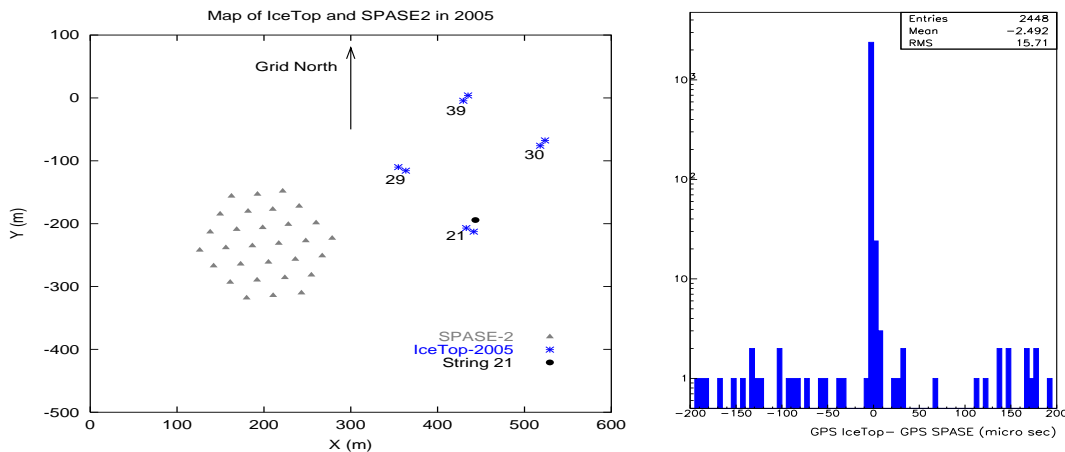 Map of IceTop and SPASE2 in 2005
100
0
-100
-200
-300
-400
-500
Y (m)
Grid North
39
30
29
21
SPASE-2
IceTop-2005
String 21
0 100 200 300 400 500 600
X (m)
Entries 2448
Mean -2.492
RMS 15.71
10³
10²
10
1
-200 -150 -100 -50 0 50 100 150 200
GPS IceTop- GPS SPASE (micro sec)